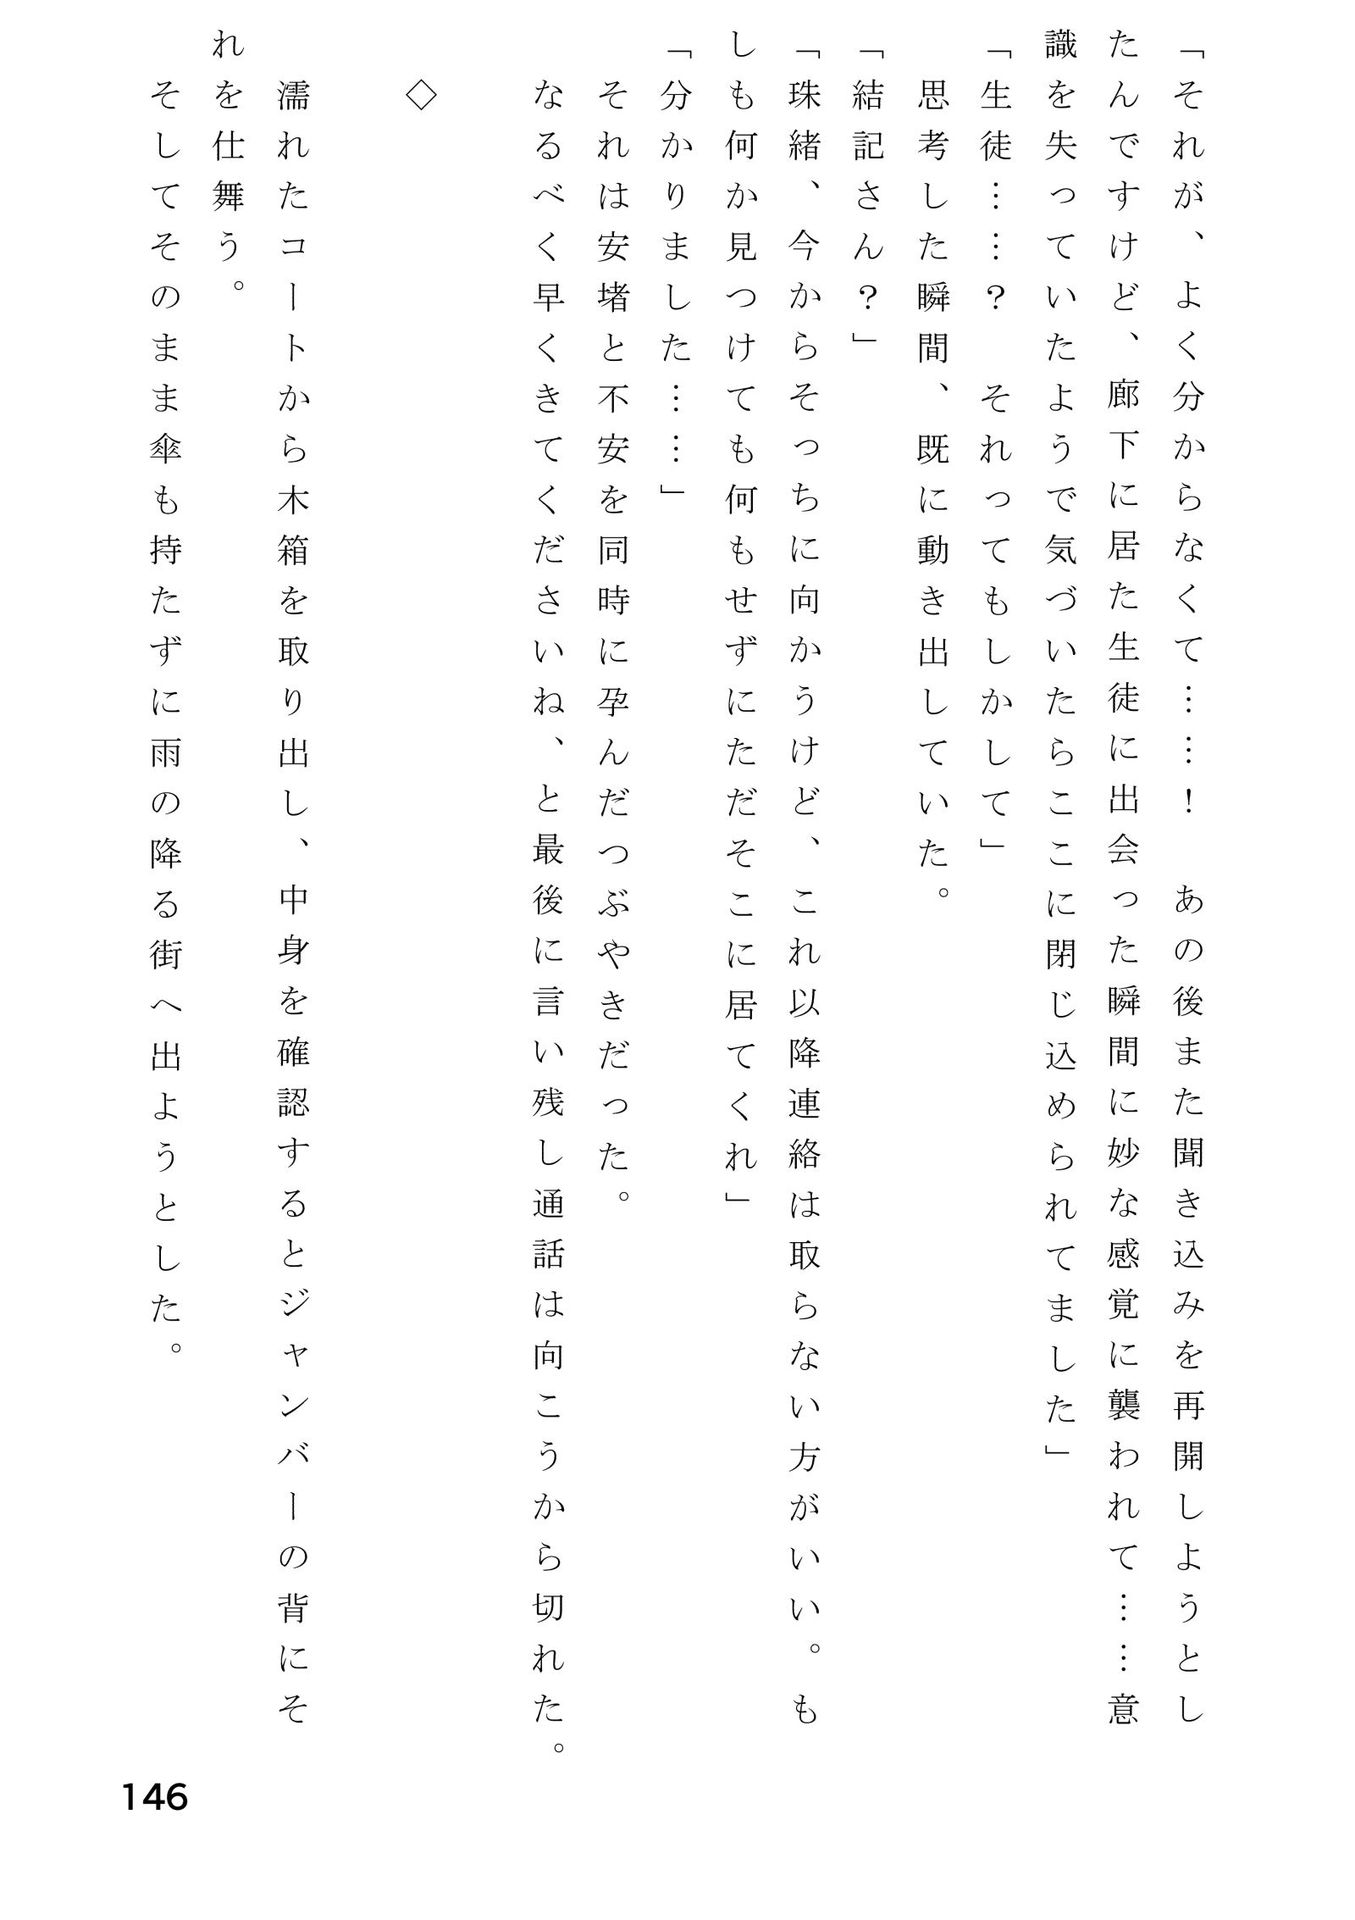 「それが、よく分からなくて……！　あの後また聞き込みを再開しようとし
たんですけど、廊下に居た生徒に出会った瞬間に妙な感覚に襲われて……意
識を失っていたようで気づいたらここに閉じ込められてました」
「生徒……？　それってもしかして」
　思考した瞬間、既に動き出していた。
「結記さん？」
「珠緒、今からそっちに向かうけど、これ以降連絡は取らない方がいい。も
しも何か見つけても何もせずにただそこに居てくれ」
「分かりました……」
　それは安堵と不安を同時に孕んだつぶやきだった。
　なるべく早くきてくださいね、と最後に言い残し通話は向こうから切れた。
　◇
　濡れたコートから木箱を取り出し、中身を確認するとジャンバーの背にそ
れを仕舞う。
　そしてそのまま傘も持たずに雨の降る街へ出ようとした。
146